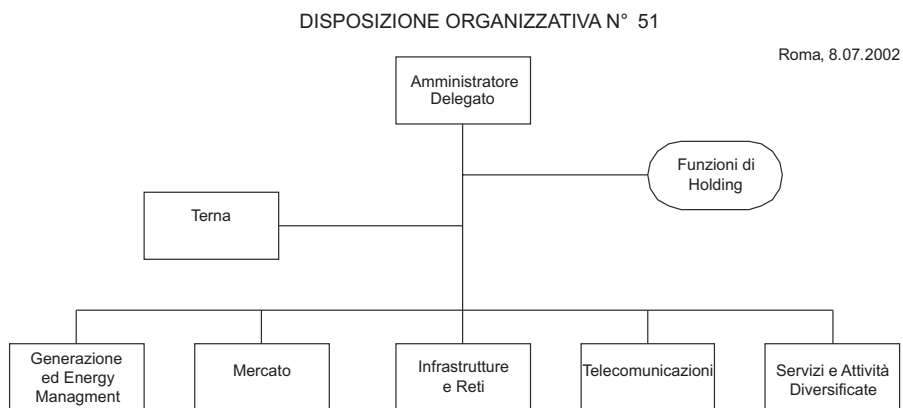 DISPOSIZIONE ORGANIZZATIVA N° 51
Roma, 8.07.2002
Amministratore
Delegato
Funzioni di
Holding
Terna
Generazione
ed Energy
Managment
Mercato
Infrastrutture
e Reti
Telecomunicazioni
Servizi e Attività
Diversificate